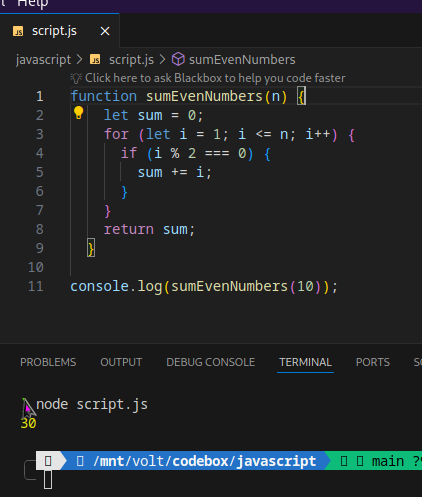 Help
JS script.js ×
javascript > JS script.js > sumEvenNumbers
Click here to ask Blackbox to help you code faster
1 function sumEvenNumbers(n) {
2 let sum = 0;
3 for (let i = 1; i <= n; i++) {
4 if (i % 2 === 0) {
5 sum += i;
6 }
7 }
8 return sum;
9 }
10
11 console.log(sumEvenNumbers(10));
PROBLEMS OUTPUT DEBUG CONSOLE TERMINAL PORTS
node script.js
30
/mnt/volt/codebox/javascript main